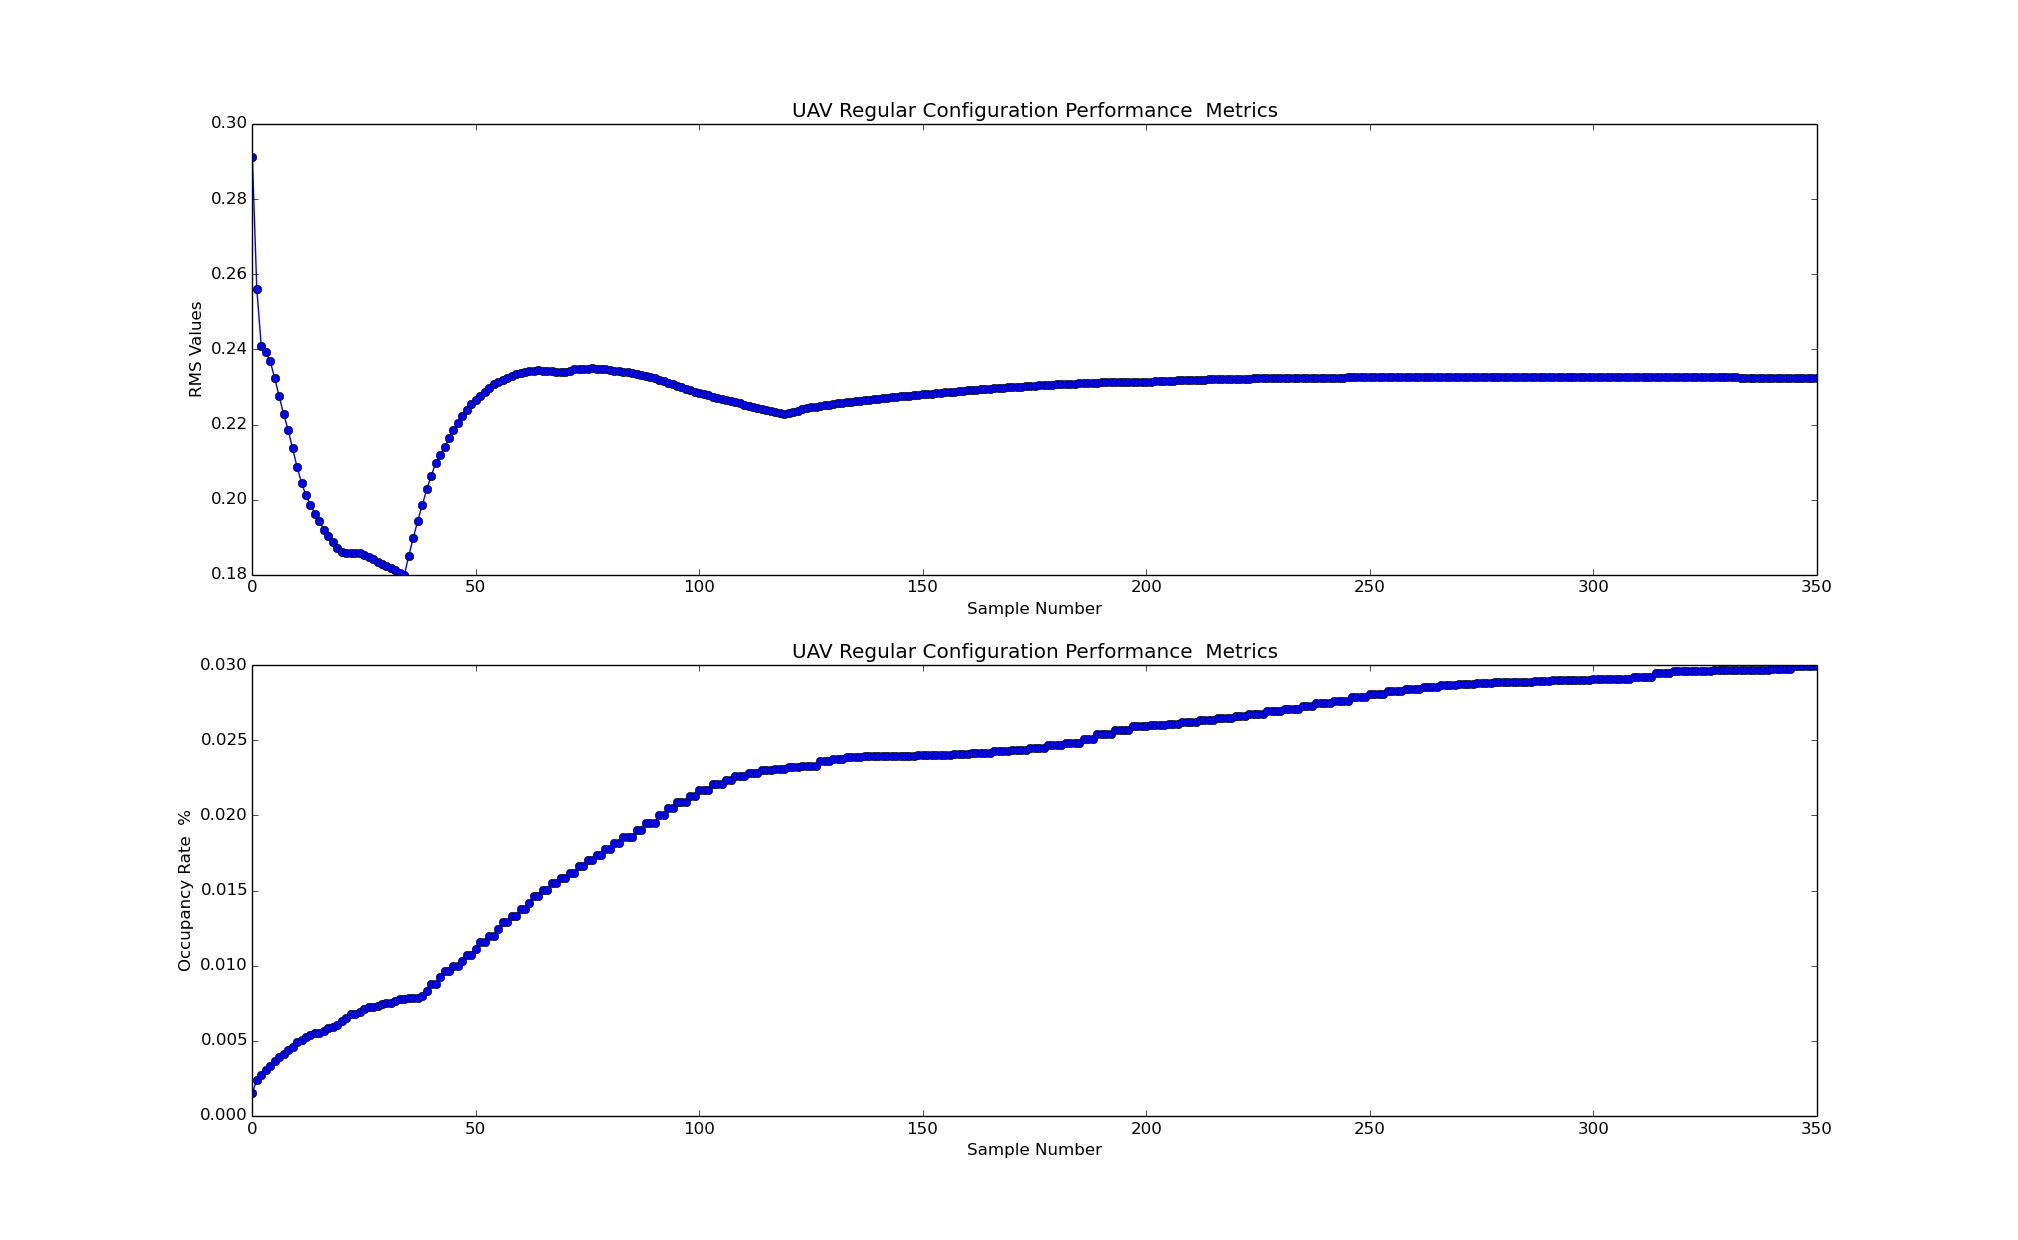 UAV Regular Configuration Performance  Metrics
0.30
0.28
0.26
0.24
0.22
0.20
0.18
RMS Values
0 50 100 150 200 250 300 350
Sample Number
UAV Regular Configuration Performance  Metrics
0.030
0.025
0.020
0.015
0.010
0.005
0.000
Occupancy Rate  %
0 50 100 150 200 250 300 350
Sample Number